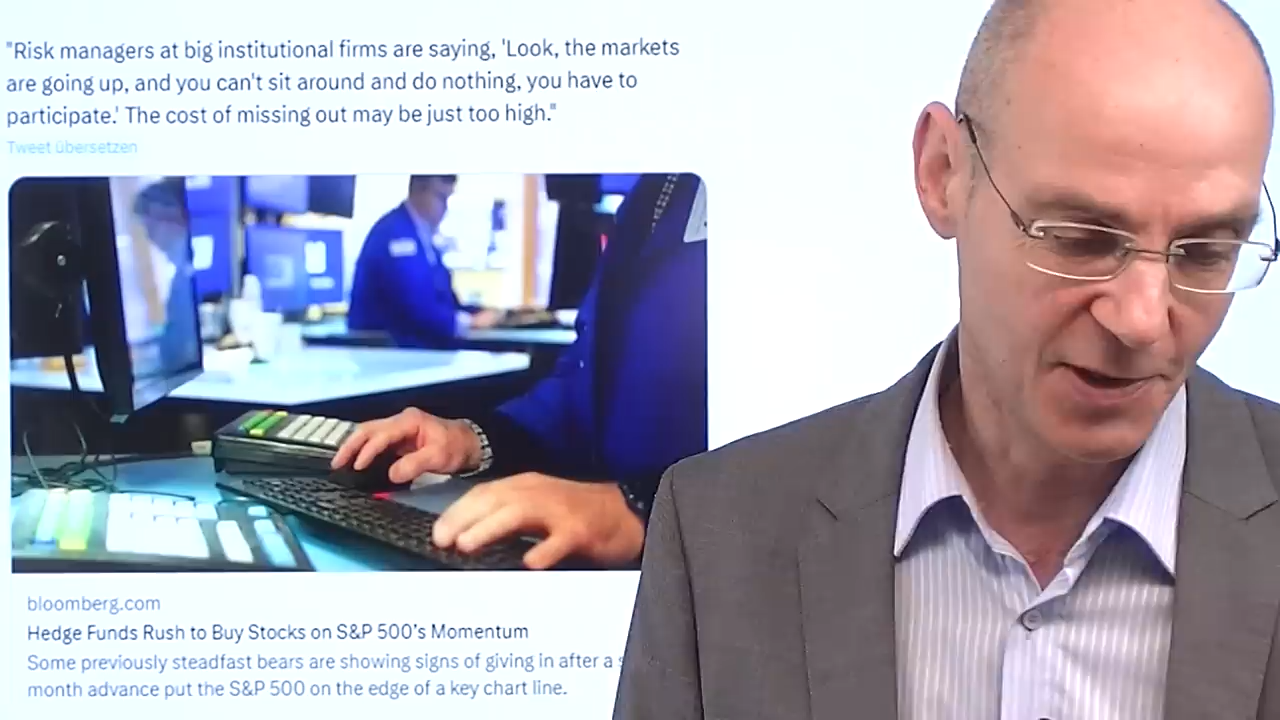 "Risk managers at big institutional firms are saying, 'Look, the markets
are going up, and you can't sit around and do nothing, you have to
participate.' The cost of missing out may be just too high."
Tweet übersetzen
bloomberg.com
Hedge Funds Rush to Buy Stocks on S&P 500's Momentum
Some previously steadfast bears are showing signs of giving in after a
month advance put the S&P 500 on the edge of a key chart line.